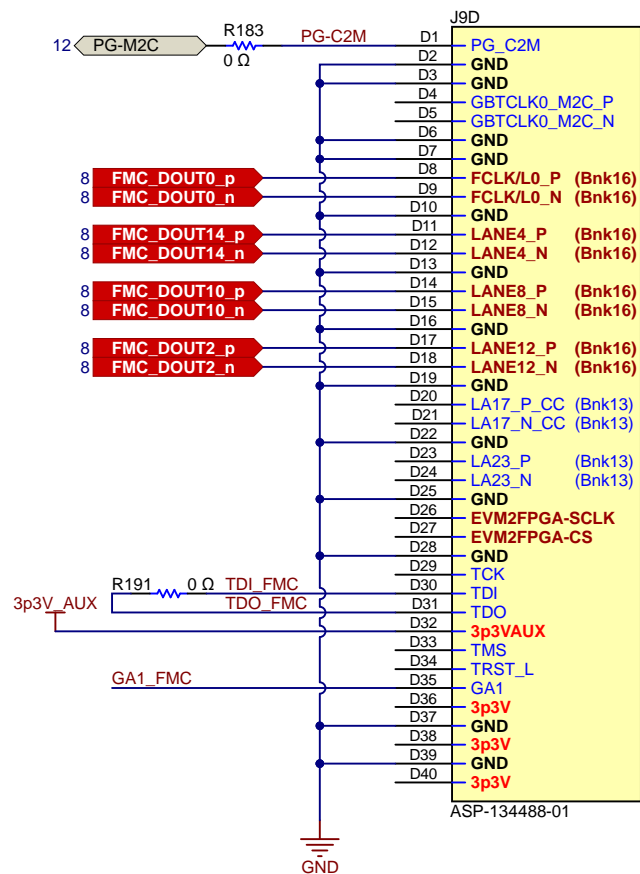 J9D
12 PG-M2C R183 0 Ω PG-C2M D1 PG_C2M
D2 GND
D3 GND
D4 GBTCLK0_M2C_P
D5 GBTCLK0_M2C_N
D6 GND
D7 GND
8 FMC_DOUT0_p D8 FCLK/L0_P (Bnk16)
8 FMC_DOUT0_n D9 FCLK/L0_N (Bnk16)
D10 GND
8 FMC_DOUT14_p D11 LANE4_P (Bnk16)
8 FMC_DOUT14_n D12 LANE4_N (Bnk16)
D13 GND
8 FMC_DOUT10_p D14 LANE8_P (Bnk16)
8 FMC_DOUT10_n D15 LANE8_N (Bnk16)
D16 GND
8 FMC_DOUT2_p D17 LANE12_P (Bnk16)
8 FMC_DOUT2_n D18 LANE12_N (Bnk16)
D19 GND
D20 LA17_P_CC (Bnk13)
D21 LA17_N_CC (Bnk13)
D22 GND
D23 LA23_P (Bnk13)
D24 LA23_N (Bnk13)
D25 GND
D26 EVM2FPGA-SCLK
D27 EVM2FPGA-CS
D28 GND
D29 TCK
R191 0 Ω TDI_FMC D30 TDI
TDO_FMC D31 TDO
3p3V_AUX D32 3p3VAUX
D33 TMS
D34 TRST_L
GA1_FMC D35 GA1
D36 3p3V
D37 GND
D38 3p3V
D39 GND
D40 3p3V
ASP-134488-01
GND